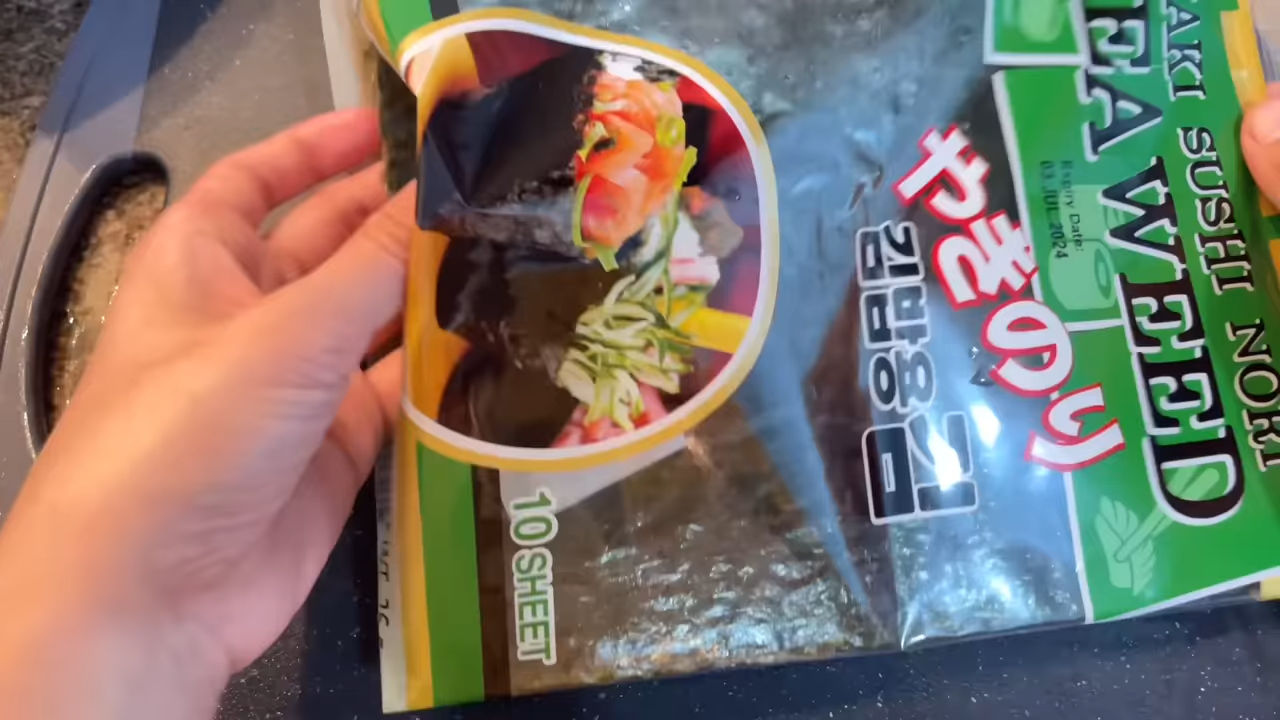 AKI SUSHI NORI
EAWEED
Expiry Date:
03 JUL 2024
やきのり
김밥용
김
10 SHEET